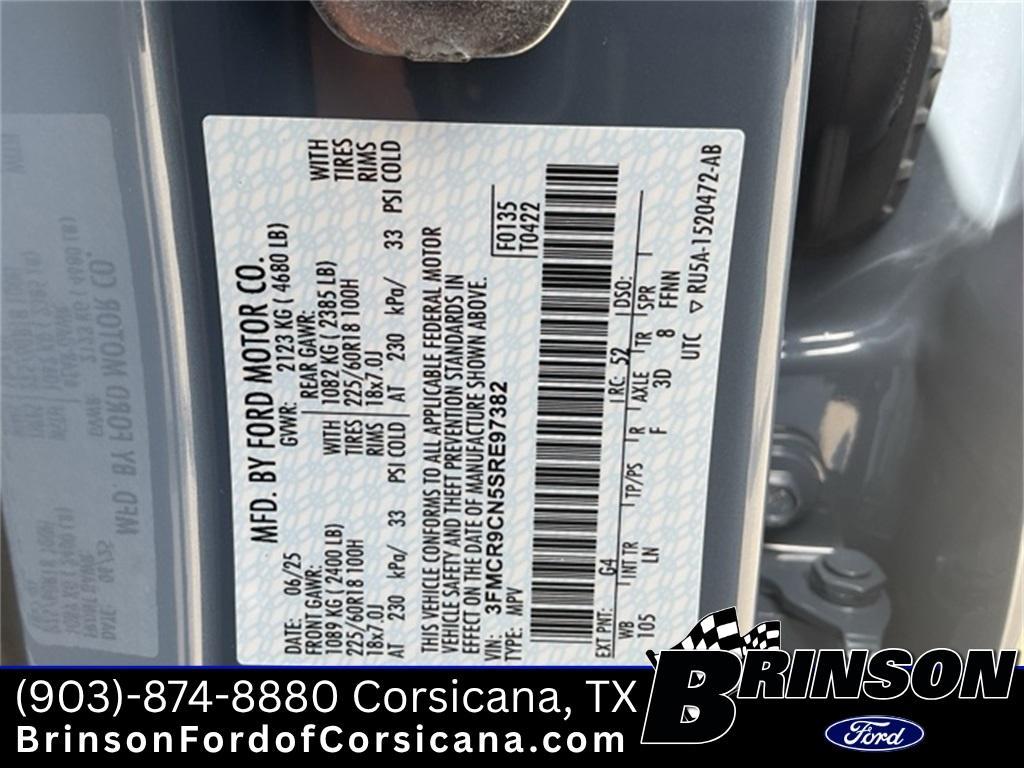 MFD. BY FORD MOTOR CO.
DATE: 06/25 GVWR: 2123 KG ( 4680 LB)
FRONT GAWR: REAR GAWR:
1089 KG ( 2400 LB) WITH 1082 KG ( 2385 LB) WITH
225/60R18 100H TIRES 225/60R18 100H TIRES
18x7.0J RIMS 18x7.0J RIMS
AT 230 kPa/ 33 PSI COLD AT 230 kPa/ 33 PSI COLD
THIS VEHICLE CONFORMS TO ALL APPLICABLE FEDERAL MOTOR
VEHICLE SAFETY AND THEFT PREVENTION STANDARDS IN
EFFECT ON THE DATE OF MANUFACTURE SHOWN ABOVE.
VIN: 3FMCR9CN5SRE97382 F0135
TYPE: MPV T0422
EXT PNT: G4 RC: 52 DSO:
WB INT TR TP/PS R AXLE TR SPR
105 LN F 3D 8 FFNN
UTC ▽ RU5A-1520472-AB
(903)-874-8880 Corsicana, TX
BrinsonFordofCorsicana.com
BRINSON
Ford